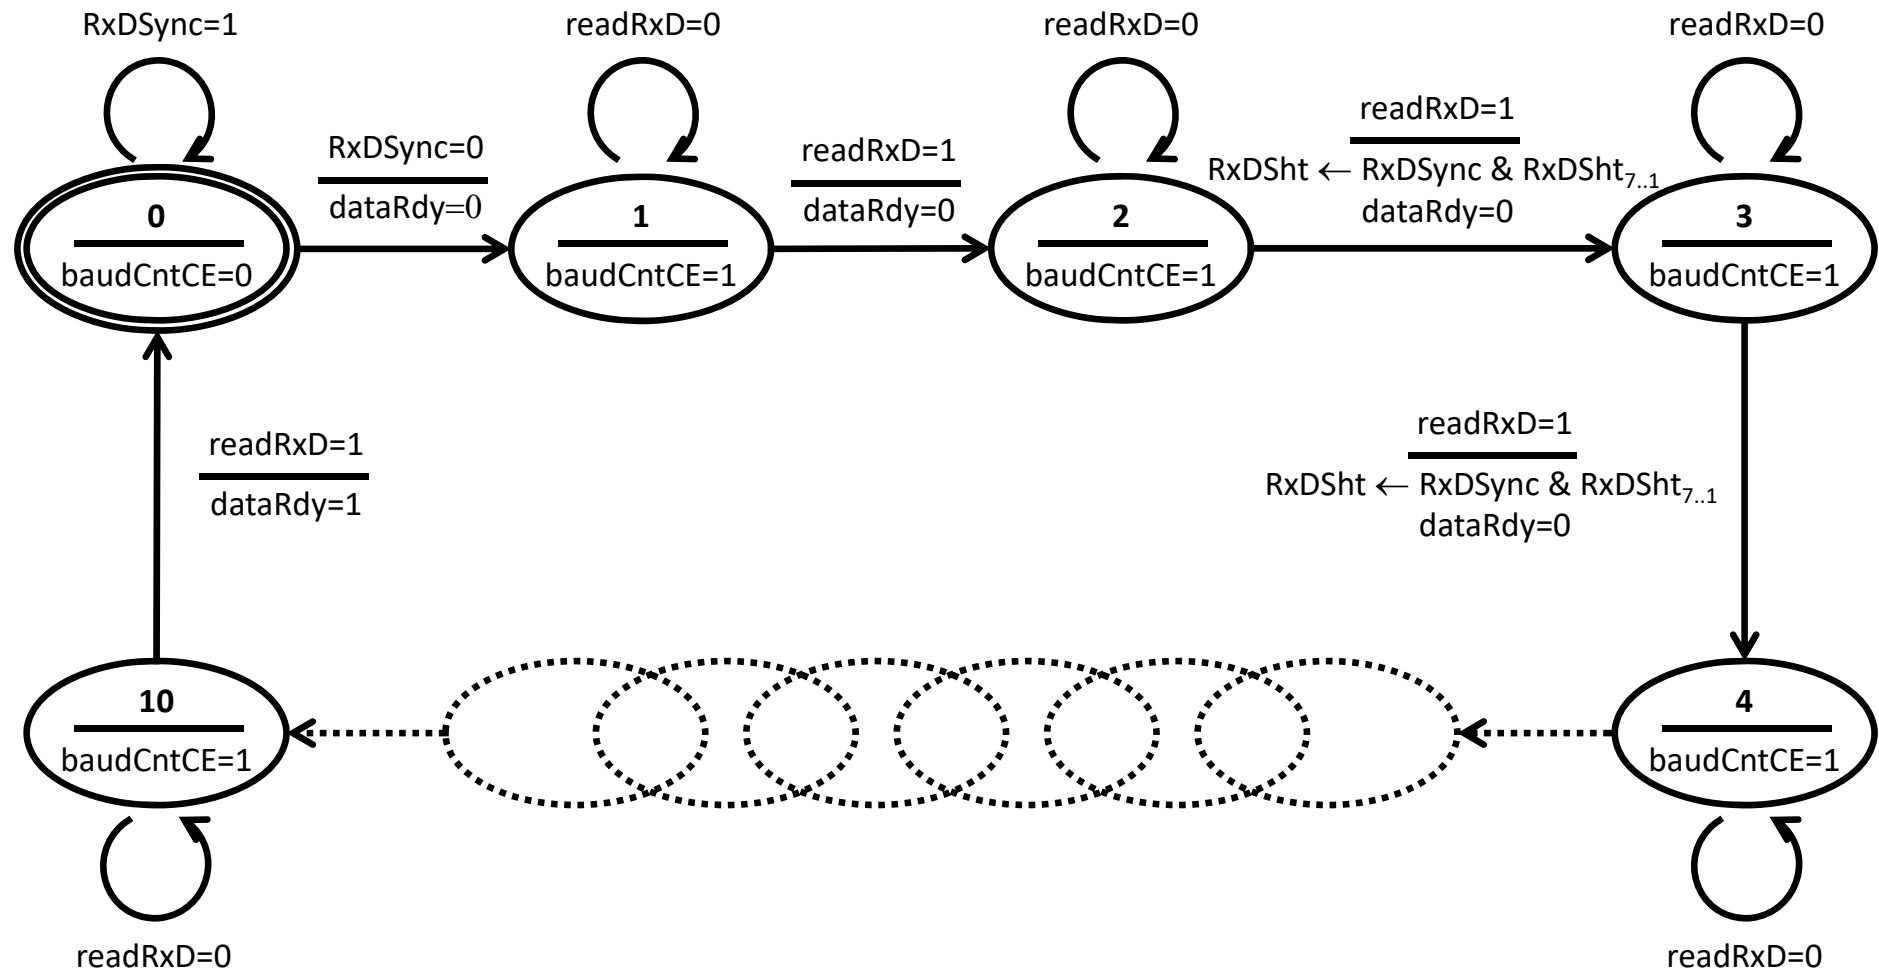 RxDSync=1
readRxD=0
readRxD=0
readRxD=0
RxDSync=0
dataRdy=0
readRxD=1
dataRdy=0
readRxD=1
RxDSht ← RxDSync & RxDSht7..1
dataRdy=0
0
baudCntCE=0
1
baudCntCE=1
2
baudCntCE=1
3
baudCntCE=1
readRxD=1
dataRdy=1
readRxD=1
RxDSht ← RxDSync & RxDSht7..1
dataRdy=0
10
baudCntCE=1
4
baudCntCE=1
readRxD=0
readRxD=0